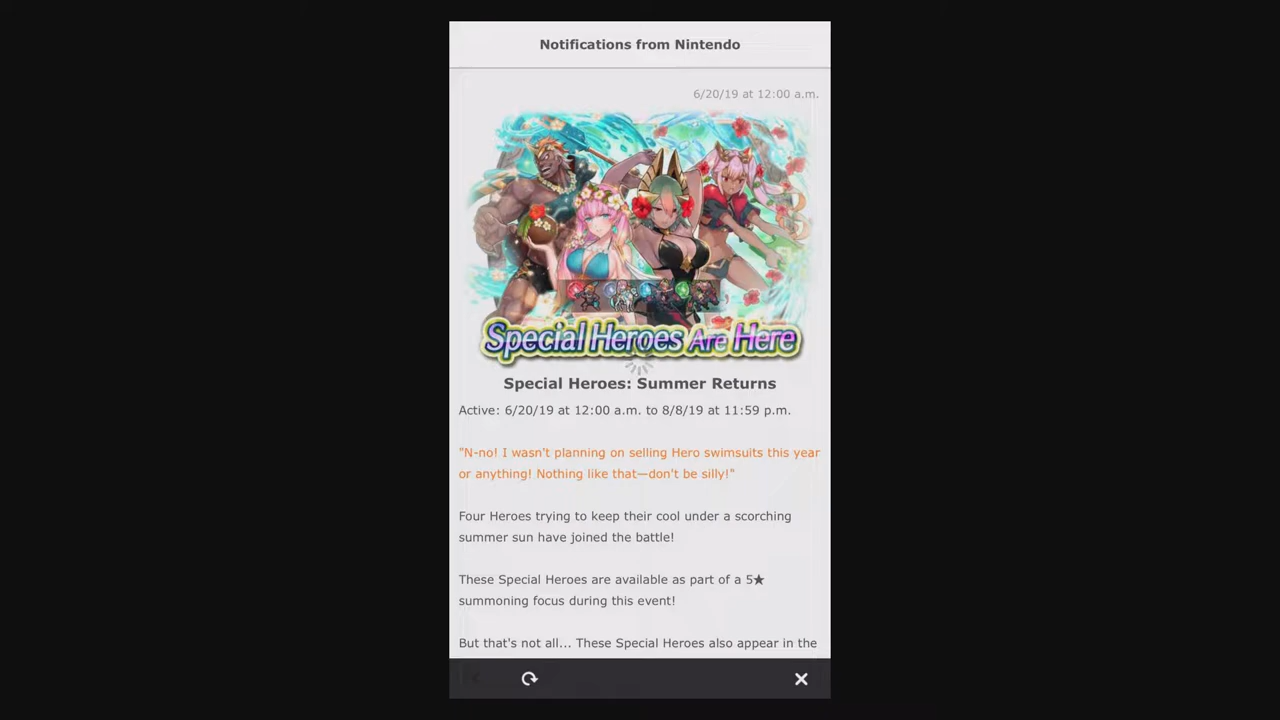 Notifications from Nintendo
6/20/19 at 12:00 a.m.
Special Heroes Are Here
Special Heroes: Summer Returns
Active: 6/20/19 at 12:00 a.m. to 8/8/19 at 11:59 p.m.
"N-no! I wasn't planning on selling Hero swimsuits this year
or anything! Nothing like that—don't be silly!"
Four Heroes trying to keep their cool under a scorching
summer sun have joined the battle!
These Special Heroes are available as part of a 5★
summoning focus during this event!
But that's not all... These Special Heroes also appear in the